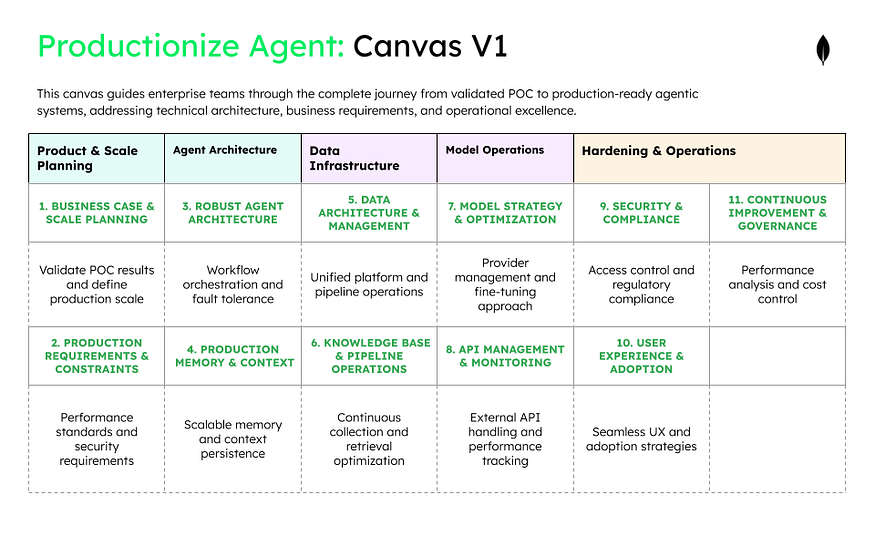 Productionize Agent: Canvas V1
This canvas guides enterprise teams through the complete journey from validated POC to production-ready agentic
systems, addressing technical architecture, business requirements, and operational excellence.
Product & Scale
Planning
Agent Architecture
Data
Infrastructure
Model Operations
Hardening & Operations
1. BUSINESS CASE &
SCALE PLANNING
3. ROBUST AGENT
ARCHITECTURE
5. DATA
ARCHITECTURE &
MANAGEMENT
7. MODEL STRATEGY
& OPTIMIZATION
9. SECURITY &
COMPLIANCE
11. CONTINUOUS
IMPROVEMENT &
GOVERNANCE
Validate POC results
and define
production scale
Workflow
orchestration and
fault tolerance
Unified platform and
pipeline operations
Provider
management and
fine-tuning
approach
Access control and
regulatory
compliance
Performance
analysis and cost
control
2. PRODUCTION
REQUIREMENTS &
CONSTRAINTS
4. PRODUCTION
MEMORY & CONTEXT
6. KNOWLEDGE BASE
& PIPELINE
OPERATIONS
8. API MANAGEMENT
& MONITORING
10. USER
EXPERIENCE &
ADOPTION
Performance
standards and
security
requirements
Scalable memory
and context
persistence
Continuous
collection and
retrieval
optimization
External API
handling and
performance
tracking
Seamless UX and
adoption strategies